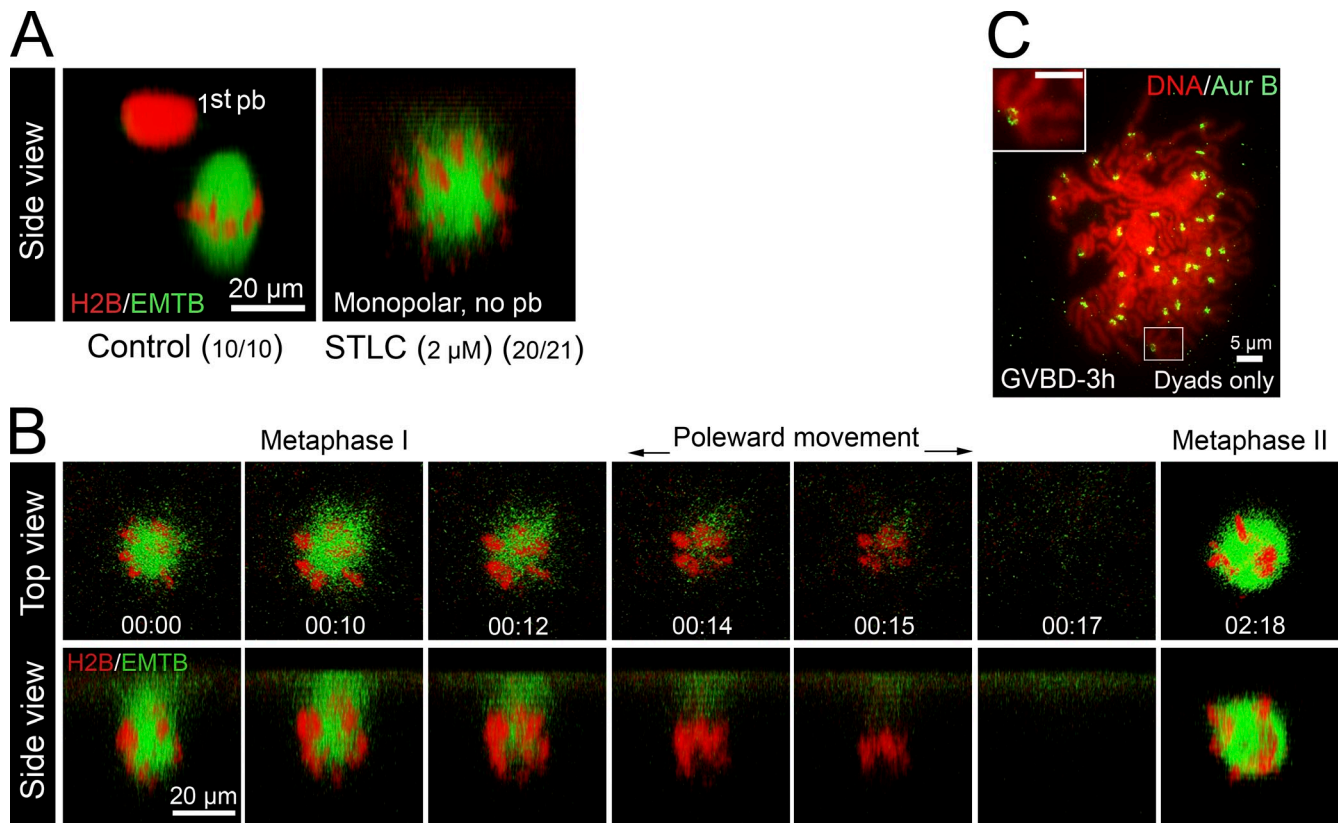 A
Side view
1st pb
H2B/EMTB
20 µm
Monopolar, no pb
Control (10/10)
STLC (2 µM) (20/21)
C
DNA/Aur B
5 µm
GVBD-3h
Dyads only
B
Metaphase I
Poleward movement
Metaphase II
Top view
00:00
00:10
00:12
00:14
00:15
00:17
02:18
Side view
H2B/EMTB
20 µm